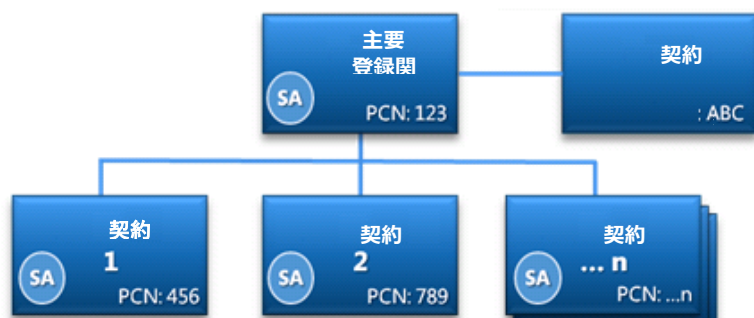 主要
登録関
SA
PCN: 123
契約
: ABC
契約
1
SA
PCN: 456
契約
2
SA
PCN: 789
契約
... n
SA
PCN: ...n